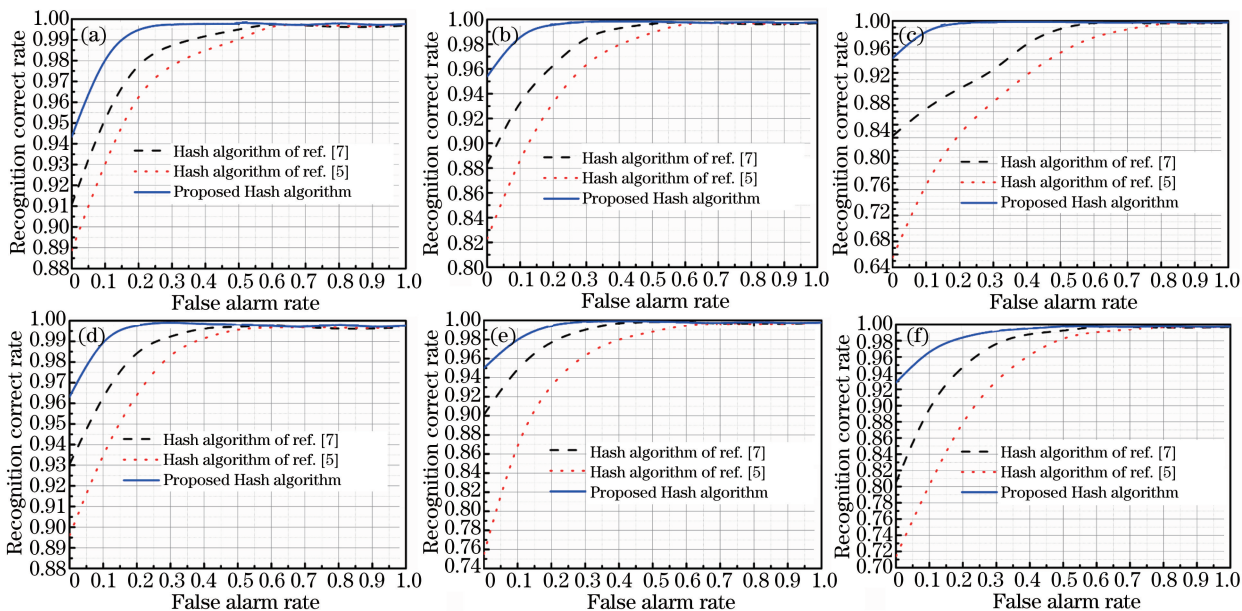 (a)
Recognition correct rate
1.00
0.99
0.98
0.97
0.96
0.95
0.94
0.93
0.92
0.91
0.90
0.89
0.88
Hash algorithm of ref. [7]
Hash algorithm of ref. [5]
Proposed Hash algorithm
0 0.1 0.2 0.3 0.4 0.5 0.6 0.7 0.8 0.9 1.0
False alarm rate
(b)
Recognition correct rate
1.00
0.98
0.96
0.94
0.92
0.90
0.88
0.86
0.84
0.82
0.80
Hash algorithm of ref. [7]
Hash algorithm of ref. [5]
Proposed Hash algorithm
0 0.1 0.2 0.3 0.4 0.5 0.6 0.7 0.8 0.9 1.0
False alarm rate
(c)
Recognition correct rate
1.00
0.96
0.92
0.88
0.84
0.80
0.76
0.72
0.68
0.64
Hash algorithm of ref. [7]
Hash algorithm of ref. [5]
Proposed Hash algorithm
0 0.1 0.2 0.3 0.4 0.5 0.6 0.7 0.8 0.9 1.0
False alarm rate
(d)
Recognition correct rate
1.00
0.99
0.98
0.97
0.96
0.95
0.94
0.93
0.92
0.91
0.90
0.89
0.88
Hash algorithm of ref. [7]
Hash algorithm of ref. [5]
Proposed Hash algorithm
0 0.1 0.2 0.3 0.4 0.5 0.6 0.7 0.8 0.9 1.0
False alarm rate
(e)
Recognition correct rate
1.00
0.98
0.96
0.94
0.92
0.90
0.88
0.86
0.84
0.82
0.80
0.78
0.76
0.74
Hash algorithm of ref. [7]
Hash algorithm of ref. [5]
Proposed Hash algorithm
0 0.1 0.2 0.3 0.4 0.5 0.6 0.7 0.8 0.9 1.0
False alarm rate
(f)
Recognition correct rate
1.00
0.98
0.96
0.94
0.92
0.90
0.88
0.86
0.84
0.82
0.80
0.78
0.76
0.74
0.72
0.70
Hash algorithm of ref. [7]
Hash algorithm of ref. [5]
Proposed Hash algorithm
0 0.1 0.2 0.3 0.4 0.5 0.6 0.7 0.8 0.9 1.0
False alarm rate